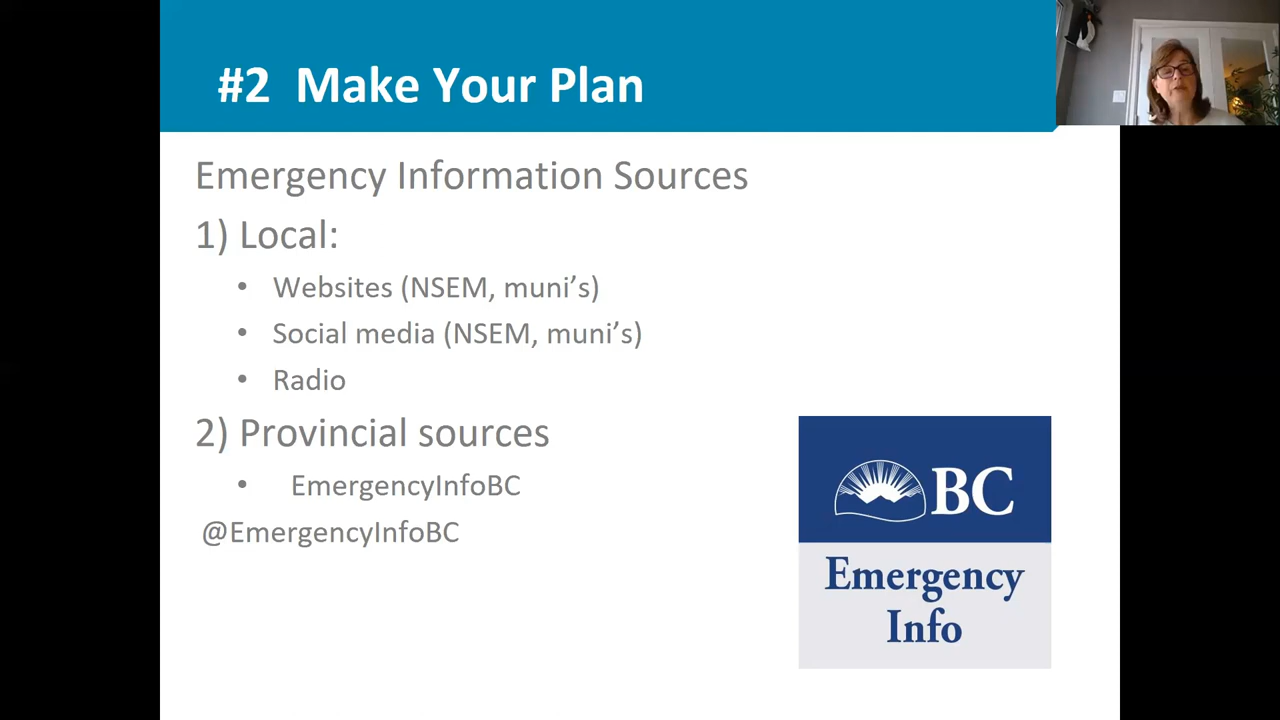 #2 Make Your Plan
Emergency Information Sources
1) Local:
• Websites (NSEM, muni’s)
• Social media (NSEM, muni’s)
• Radio
2) Provincial sources
• EmergencyInfoBC
@EmergencyInfoBC
BC
Emergency
Info